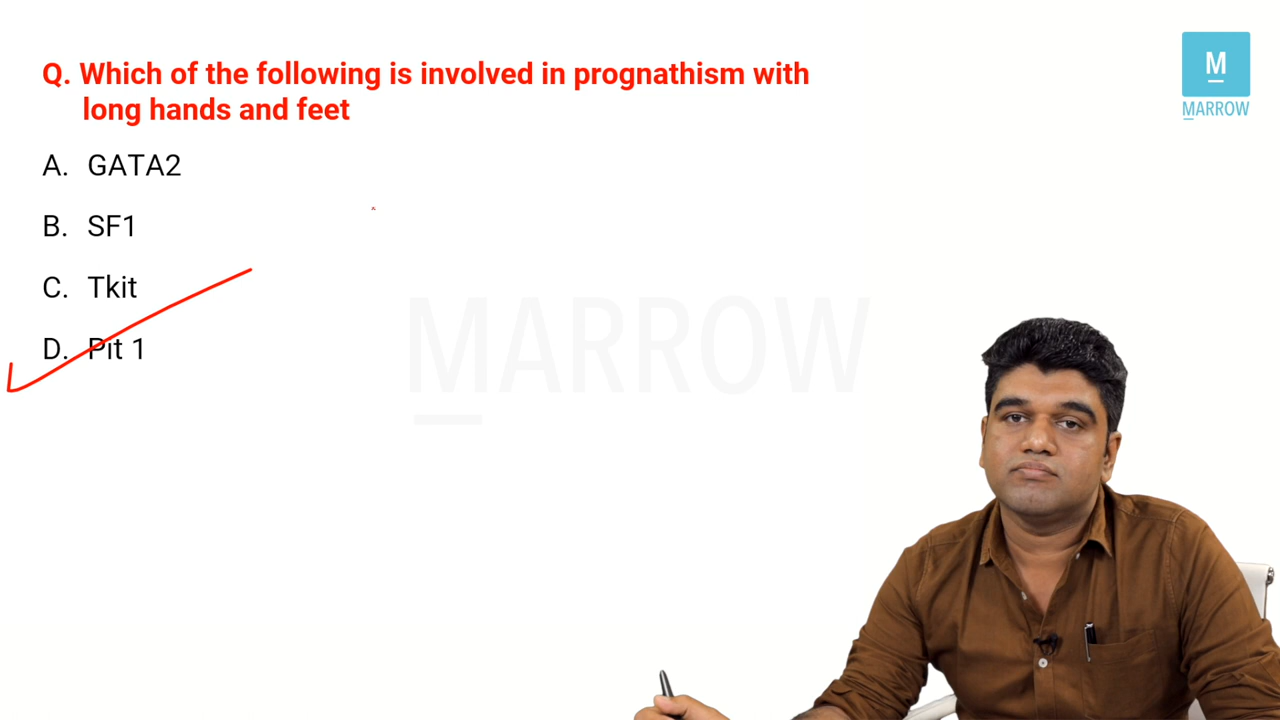 Q. Which of the following is involved in prognathism with
long hands and feet
A. GATA2
B. SF1
C. Tkit
D. Pit 1
M
MARROW
MARROW